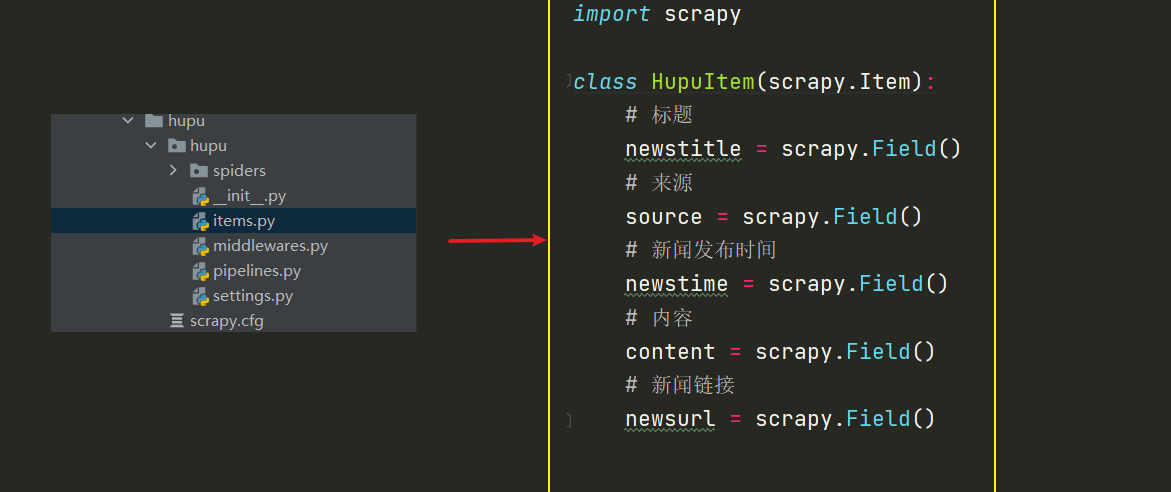 hupu
hupu
spiders
__init__.py
items.py
middlewares.py
pipelines.py
settings.py
scrapy.cfg
import scrapy
class HupuItem(scrapy.Item):
# 标题
newstitle = scrapy.Field()
# 来源
source = scrapy.Field()
# 新闻发布时间
newstime = scrapy.Field()
# 内容
content = scrapy.Field()
# 新闻链接
newsurl = scrapy.Field()